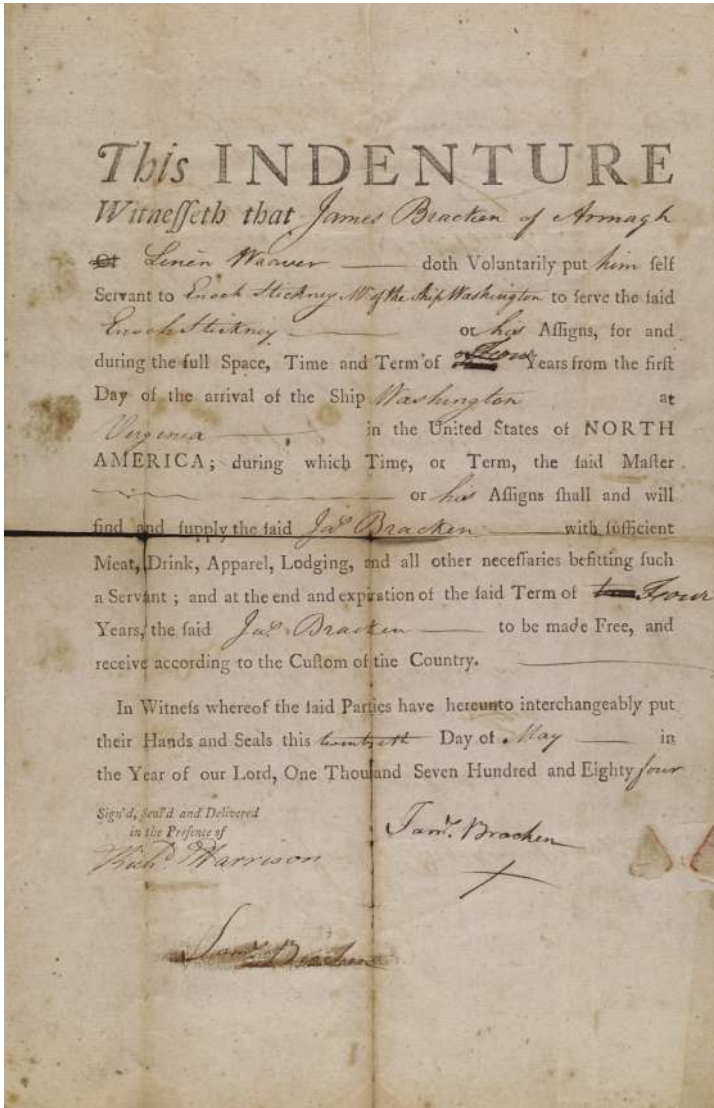 This INDENTURE
Witneſſeth that James Bracken of Armagh
Linen Waever doth Voluntarily put him ſelf
Servant to Enoch Stickney Mr. of the Ship Washington to ſerve the ſaid
Enoch Stickney or his Aſſigns, for and
during the full Space, Time and Term of Four Years from the firſt
Day of the arrival of the Ship Washington at
Virginia in the United States of NORTH
AMERICA; during which Time, or Term, the ſaid Maſter
or his Aſſigns ſhall and will
find and ſupply the ſaid Jas. Bracken with ſufficient
Meat, Drink, Apparel, Lodging, and all other neceſſaries befitting ſuch
a Servant; and at the end and expiration of the ſaid Term of Four
Years, the ſaid Jas. Bracken to be made Free, and
receive according to the Cuſtom of the Country.
In Witneſs whereof the ſaid Parties have hereunto interchangeably put
their Hands and Seals this twentyeth Day of May in
the Year of our Lord, One Thouſand Seven Hundred and Eighty four
Sign'd, Seal'd and Delivered
in the Preſence of
Richd. Harrison
Jams. Bracken
X
Jams. Bracken